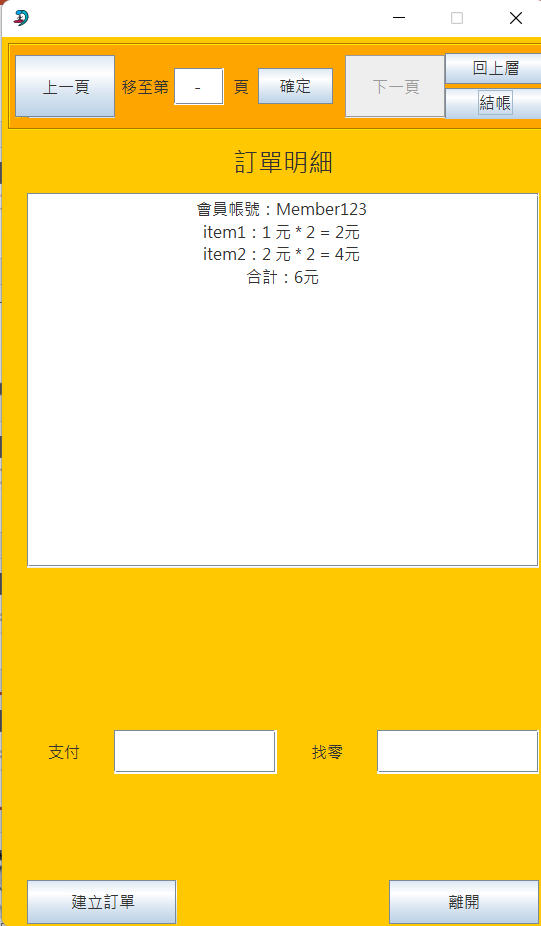 上一頁 移至第 - 頁 確定 下一頁 回上層
結帳
訂單明細
會員帳號：Member123
item1：1 元 * 2 = 2元
item2：2 元 * 2 = 4元
合計：6元
支付 找零
建立訂單 離開